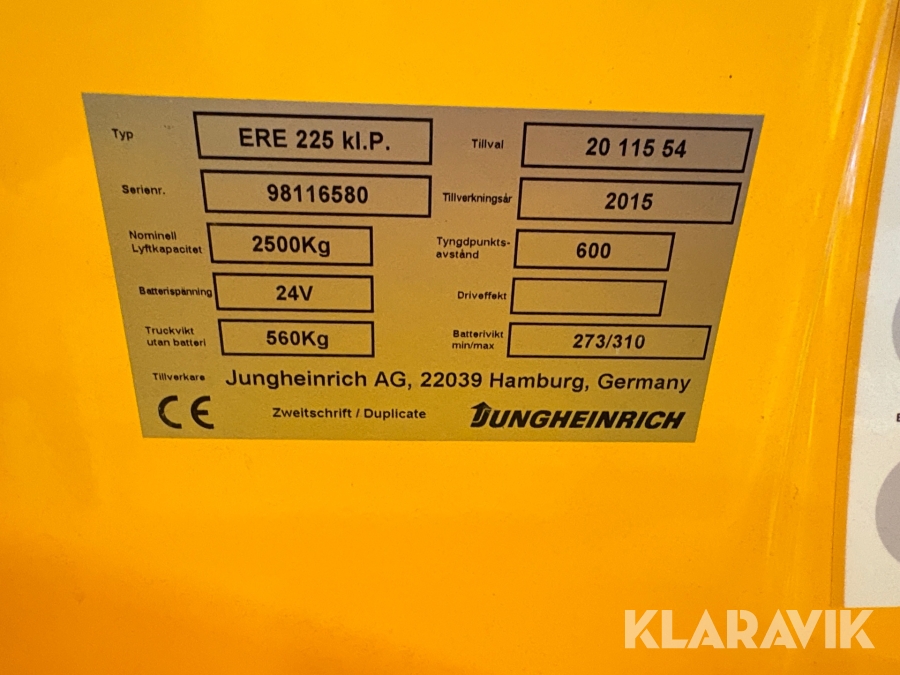 Typ ERE 225 kl.P. Tillval 20 115 54
Serienr. 98116580 Tillverkningsår 2015
Nominell
Lyftkapacitet 2500Kg Tyngdpunkts-
avstånd 600
Batterispänning 24V Driveffekt
Truckvikt
utan batteri 560Kg Batterivikt
min/max 273/310
Tillverkare Jungheinrich AG, 22039 Hamburg, Germany
CE Zweitschrift / Duplicate JUNGHEINRICH
KLARAVIK